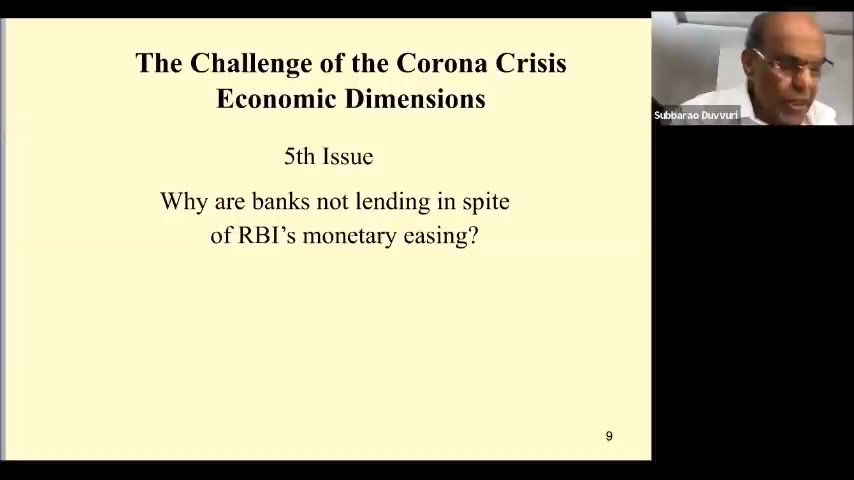 The Challenge of the Corona Crisis
Economic Dimensions
5th Issue
Why are banks not lending in spite
of RBI's monetary easing?
9
Subbarao Duvvuri